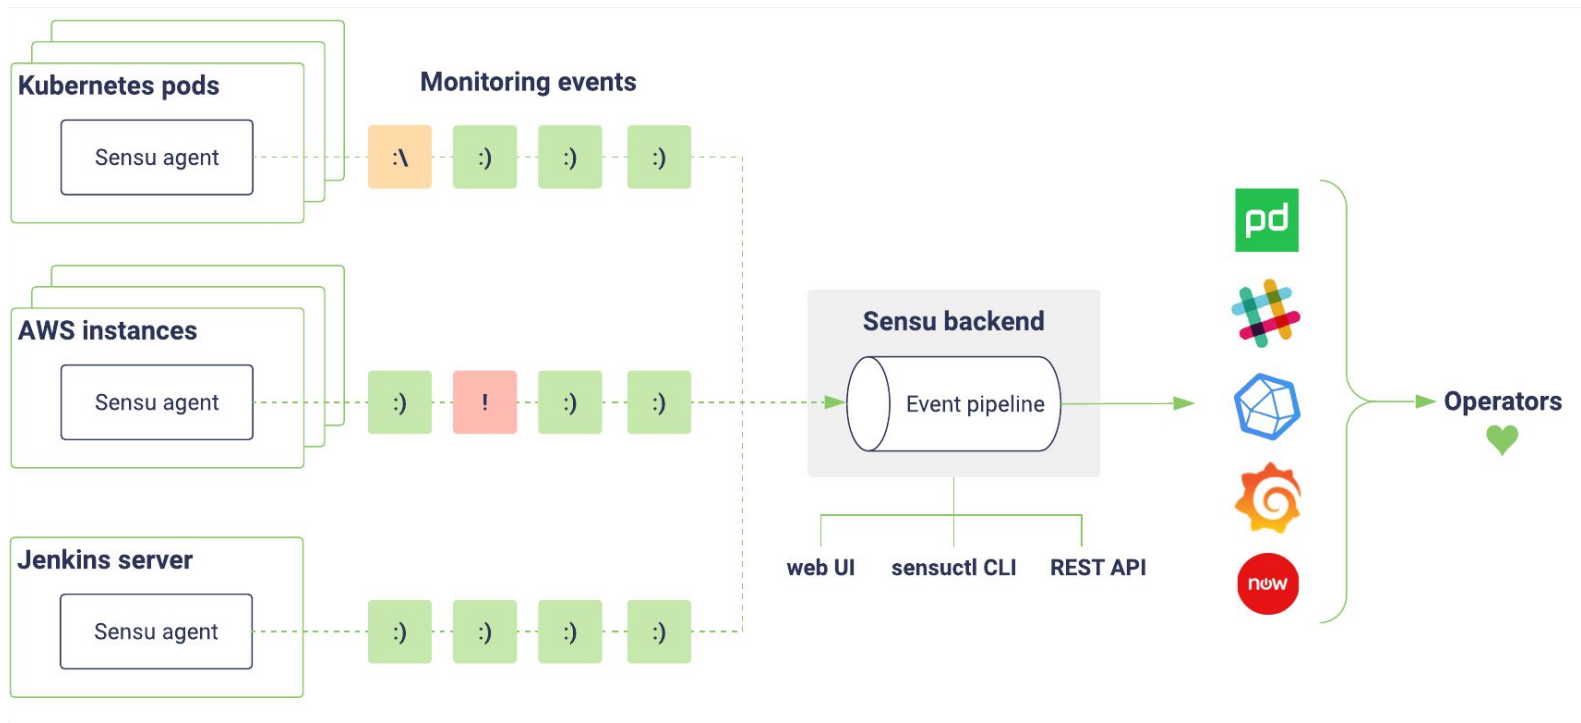 Kubernetes pods
Sensu agent
Monitoring events
:\
:)
:)
:)
AWS instances
Sensu agent
:)
!
:)
:)
Jenkins server
Sensu agent
:)
:)
:)
:)
Sensu backend
Event pipeline
web UI
sensuctl CLI
REST API
pd
now
Operators